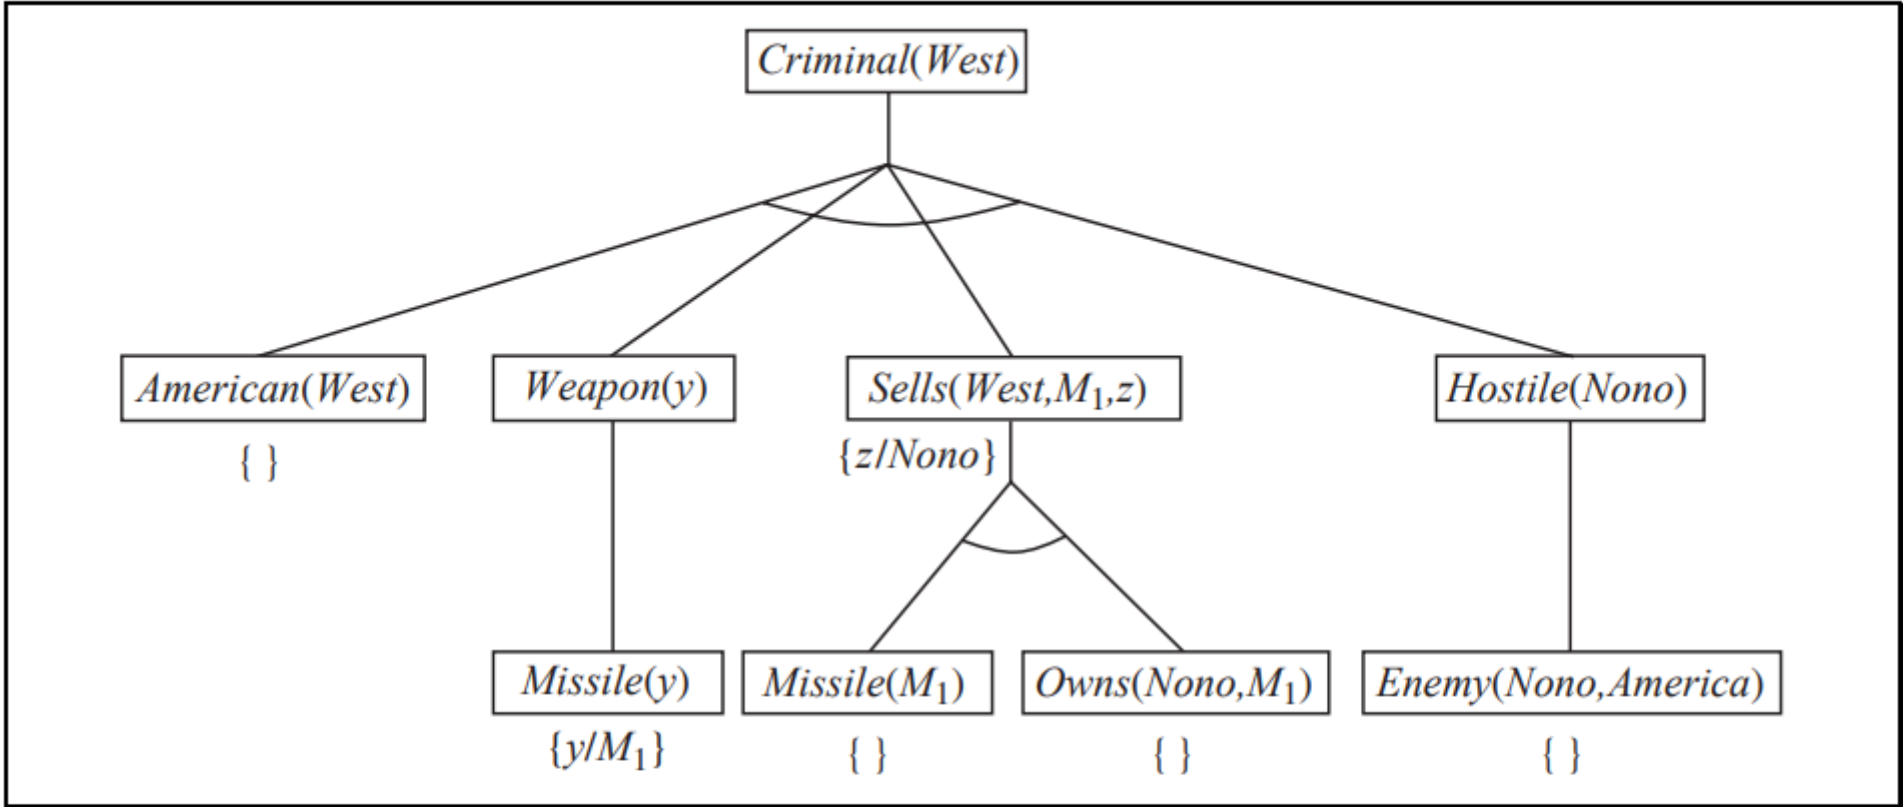 Criminal(West)
American(West) Weapon(y) Sells(West,M₁,z) Hostile(Nono)
{ } {z/Nono}
Missile(y) Missile(M₁) Owns(Nono,M₁) Enemy(Nono,America)
{y/M₁} { } { } { }